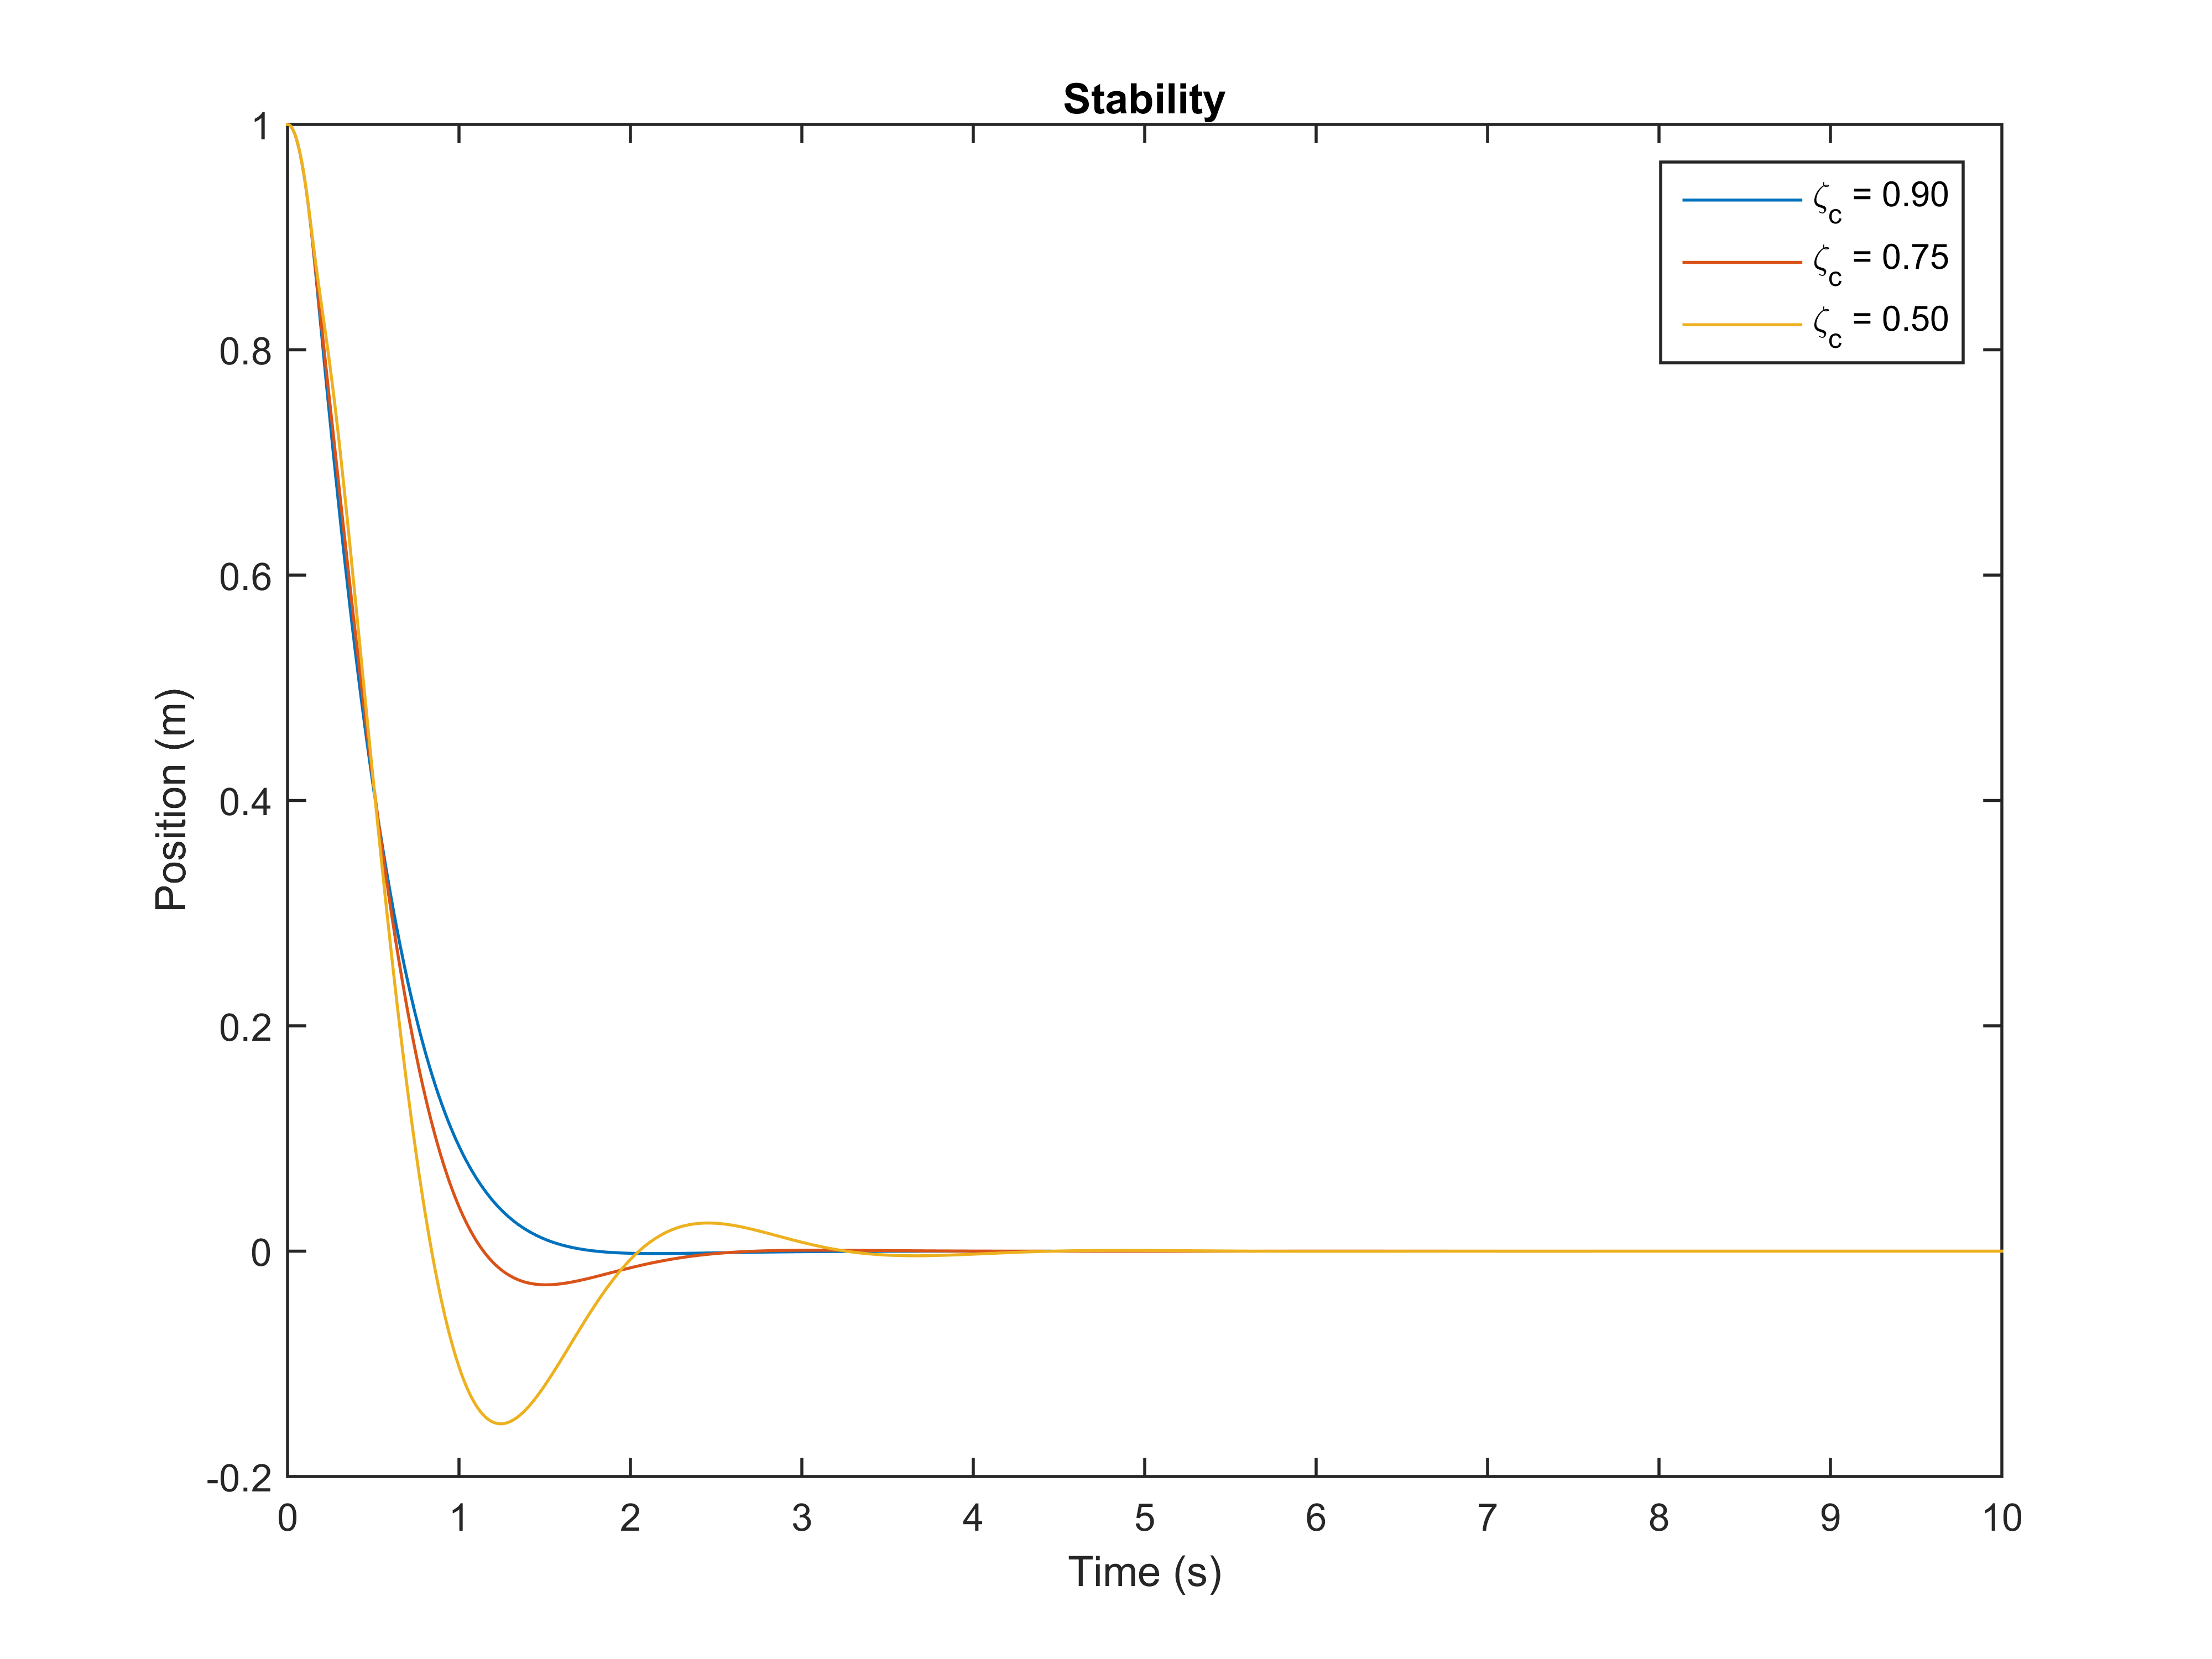 Stability
1
0.8
0.6
0.4
0.2
0
-0.2
Position (m)
ζc = 0.90
ζc = 0.75
ζc = 0.50
0 1 2 3 4 5 6 7 8 9 10
Time (s)